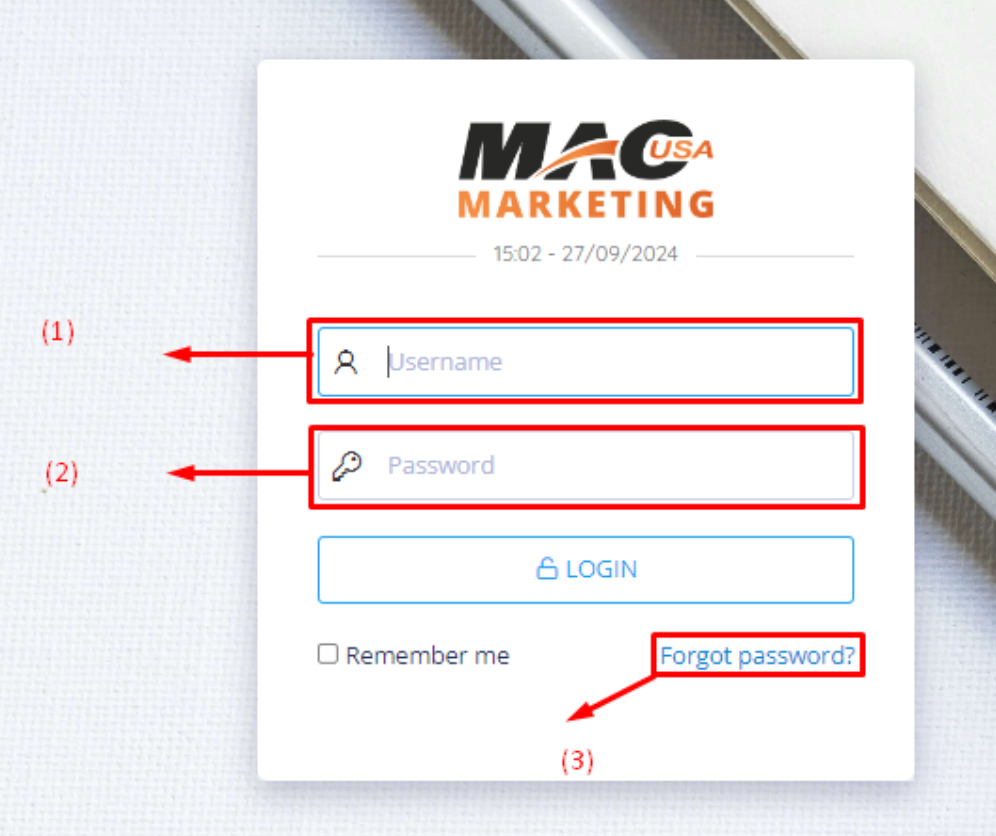 MAC USA
MARKETING
15:02 - 27/09/2024
(1)
Username
(2)
Password
LOGIN
Remember me
Forgot password?
(3)